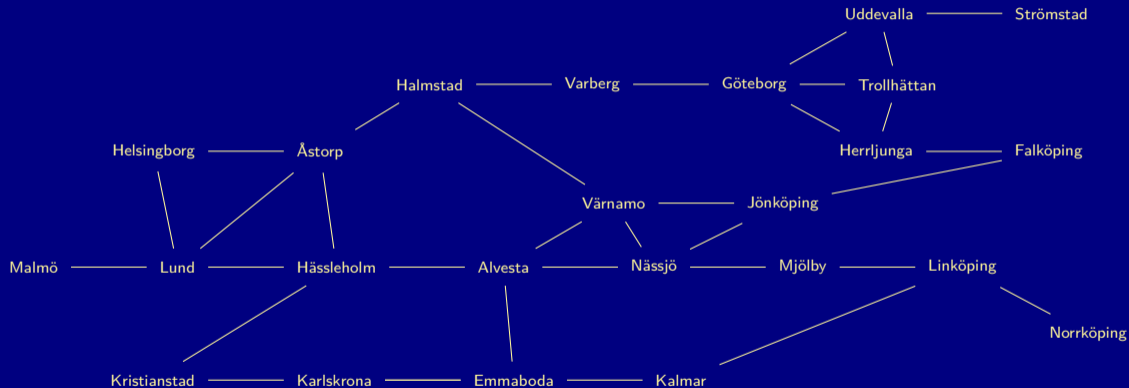 Uddevalla Strömstad
Halmstad Varberg Göteborg Trollhättan
Helsingborg Åstorp Herrljunga Falköping
Värnamo Jönköping
Malmö Lund Hässleholm Alvesta Nässjö Mjölby Linköping
Norrköping
Kristianstad Karlskrona Emmaboda Kalmar